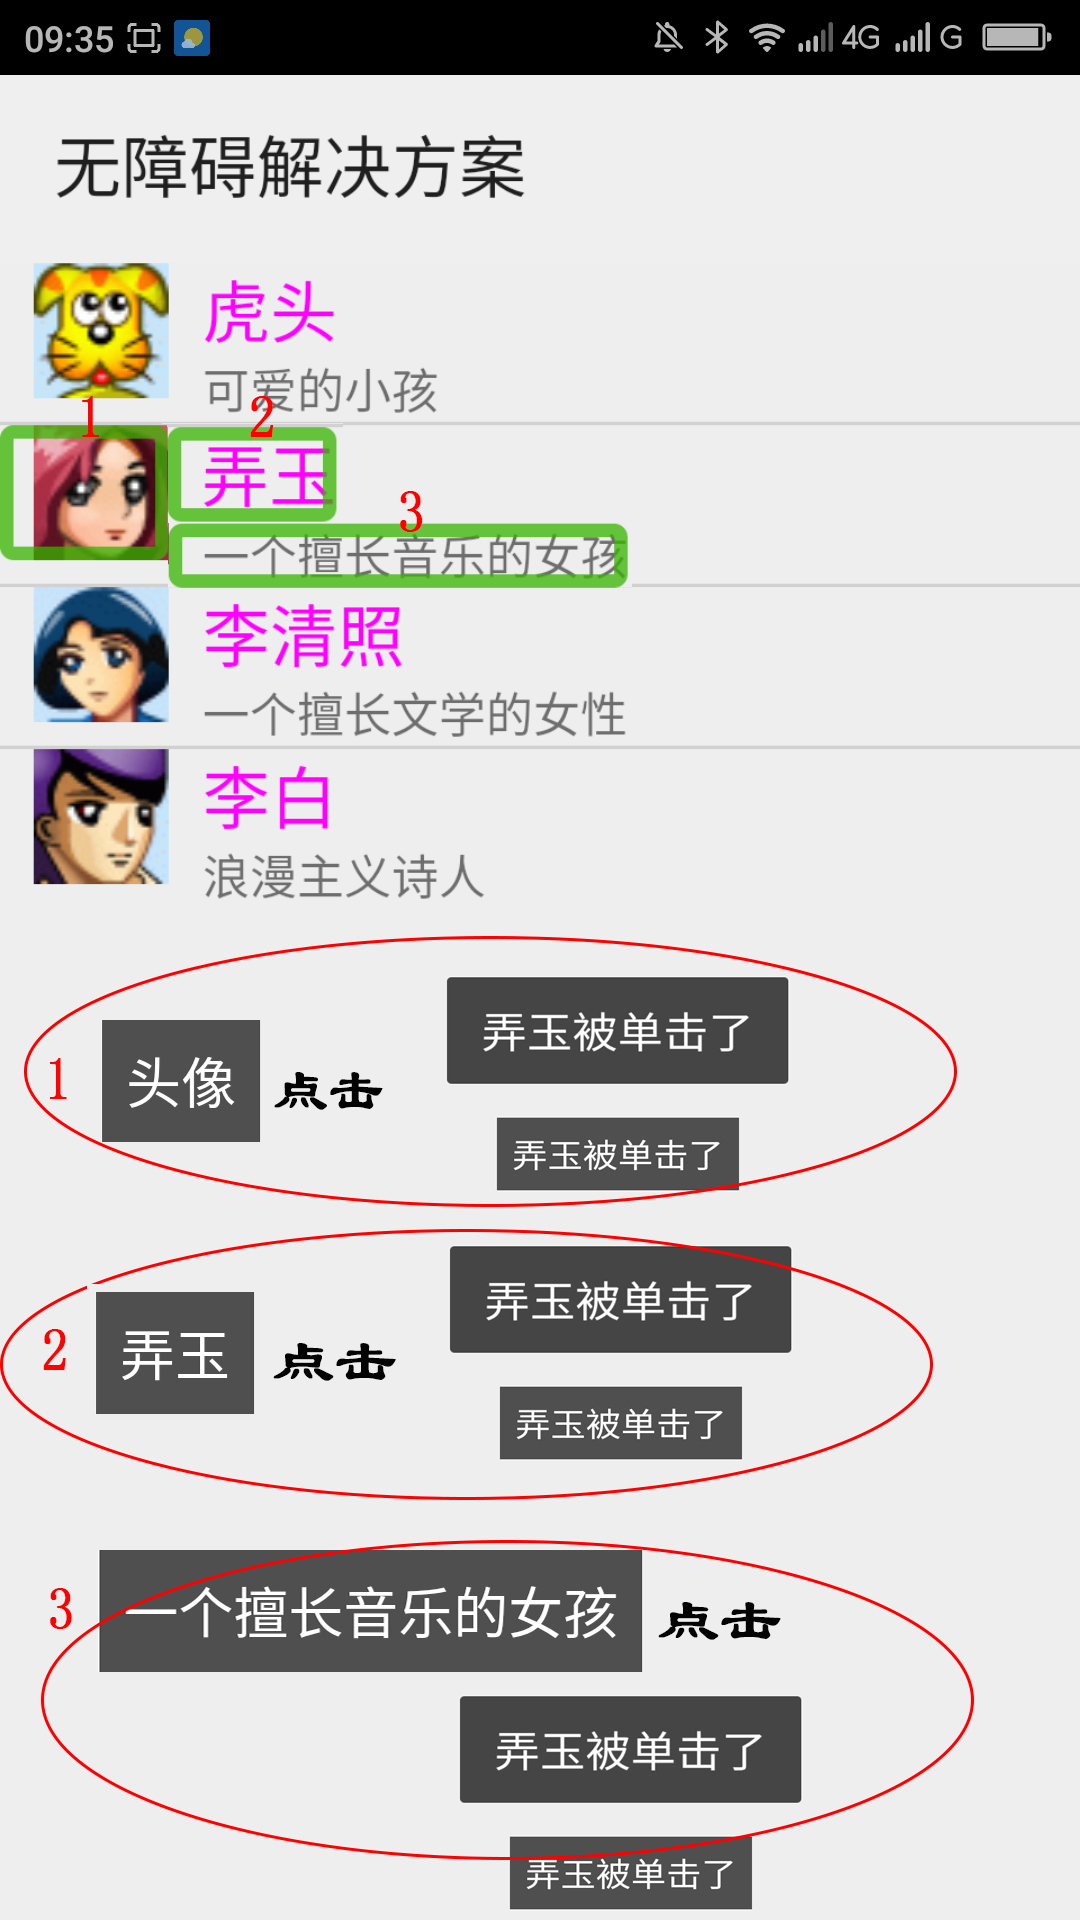 09:35 4G G
无障碍解决方案
虎头
可爱的小孩
1 2
弄玉
3
一个擅长音乐的女孩
李清照
一个擅长文学的女性
李白
浪漫主义诗人
弄玉被单击了
1 头像 点击
弄玉被单击了
弄玉被单击了
2 弄玉 点击
弄玉被单击了
3 一个擅长音乐的女孩 点击
弄玉被单击了
弄玉被单击了